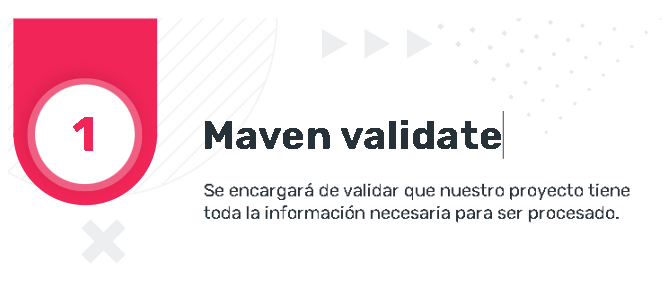 1
Maven validate
Se encargará de validar que nuestro proyecto tiene
toda la información necesaria para ser procesado.